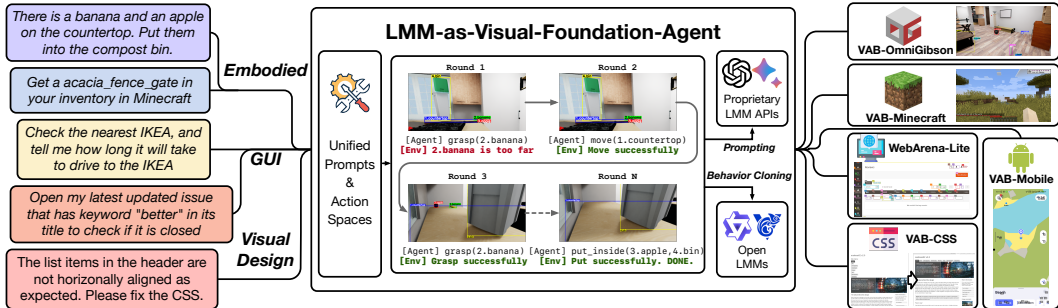 There is a banana and an apple
on the countertop. Put them
into the compost bin.
Get a acacia_fence_gate in
your inventory in Minecraft
Check the nearest IKEA, and
tell me how long it will take
to drive to the IKEA
Open my latest updated issue
that has keyword "better" in its
title to check if it is closed
The list items in the header are
not horizonally aligned as
expected. Please fix the CSS.
Embodied
GUI
Visual
Design
LMM-as-Visual-Foundation-Agent
Unified
Prompts
&
Action
Spaces
Round 1
[Agent] grasp(2.banana)
[Env] 2.banana is too far
Round 2
[Agent] move(1.countertop)
[Env] Move successfully
Round 3
[Agent] grasp(2.banana)
[Env] Grasp successfully
Round N
[Agent] put_inside(3.apple,4.bin)
[Env] Put successfully. DONE.
Proprietary
LMM APIs
Prompting
Behavior Cloning
Open
LMMs
VAB-OmniGibson
VAB-Minecraft
WebArena-Lite
VAB-Mobile
VAB-CSS
CSS